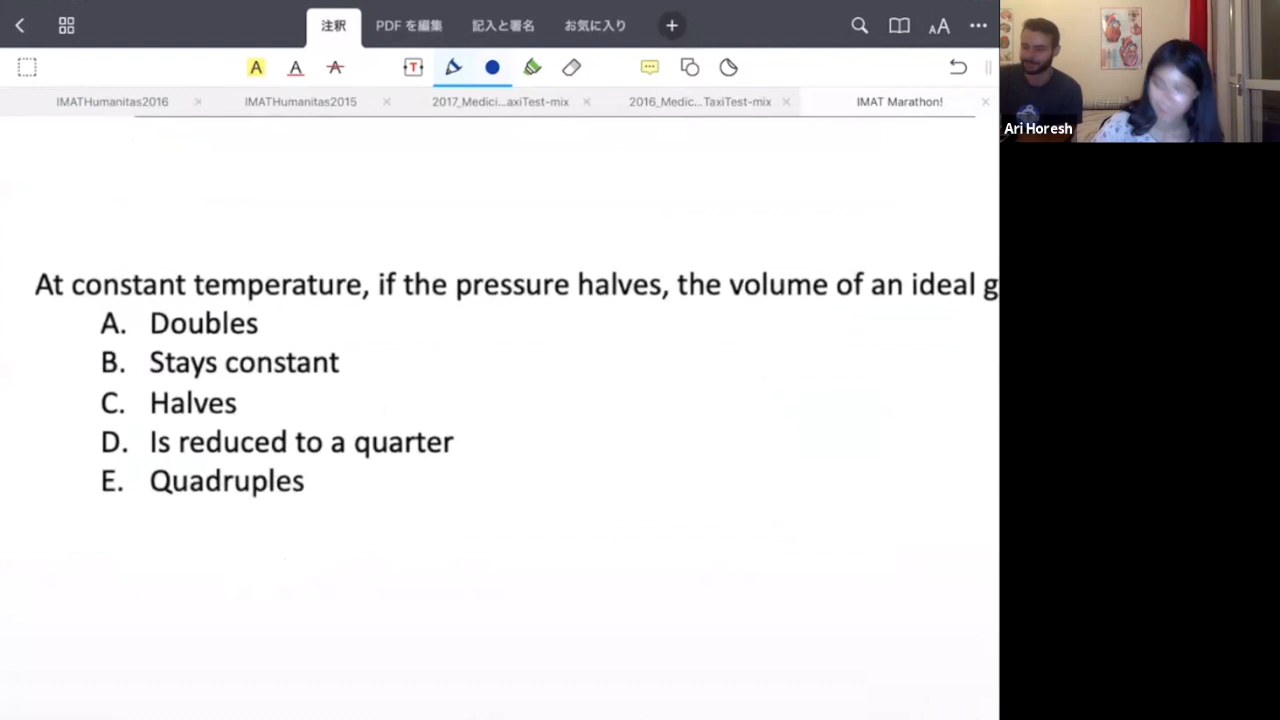 注釈 PDF を編集 記入と署名 お気に入り
IMATHumanitas2016 IMATHumanitas2015 2017_Medici...axiTest-mix 2016_Medic...TaxiTest-mix IMAT Marathon!
Ari Horesh
At constant temperature, if the pressure halves, the volume of an ideal g
A. Doubles
B. Stays constant
C. Halves
D. Is reduced to a quarter
E. Quadruples